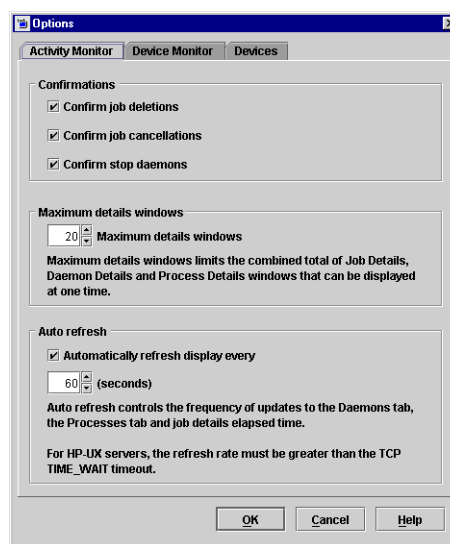 Options
Activity Monitor Device Monitor Devices
Confirmations
Confirm job deletions
Confirm job cancellations
Confirm stop daemons
Maximum details windows
20 Maximum details windows
Maximum details windows limits the combined total of Job Details,
Daemon Details and Process Details windows that can be displayed
at one time.
Auto refresh
Automatically refresh display every
60 (seconds)
Auto refresh controls the frequency of updates to the Daemons tab,
the Processes tab and job details elapsed time.
For HP-UX servers, the refresh rate must be greater than the TCP
TIME_WAIT timeout.
OK Cancel Help